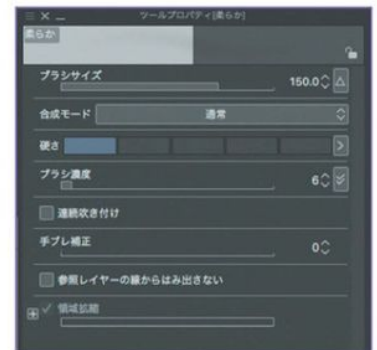 ツールプロパティ[柔らか]
柔らか
ブラシサイズ 150.0
合成モード 通常
硬さ
ブラシ濃度 6
連続吹き付け
手ブレ補正 0
参照レイヤーの線からはみ出さない
領域拡縮